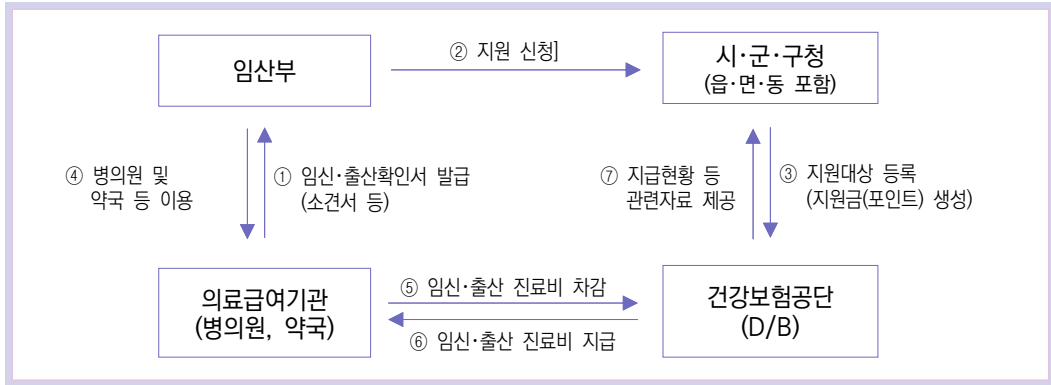 임산부
② 지원 신청]
시·군·구청
(읍·면·동 포함)
④ 병의원 및
약국 등 이용
① 임신·출산확인서 발급
(소견서 등)
⑦ 지급현황 등
관련자료 제공
③ 지원대상 등록
(지원금(포인트) 생성)
의료급여기관
(병의원, 약국)
⑤ 임신·출산 진료비 차감
⑥ 임신·출산 진료비 지급
건강보험공단
(D/B)